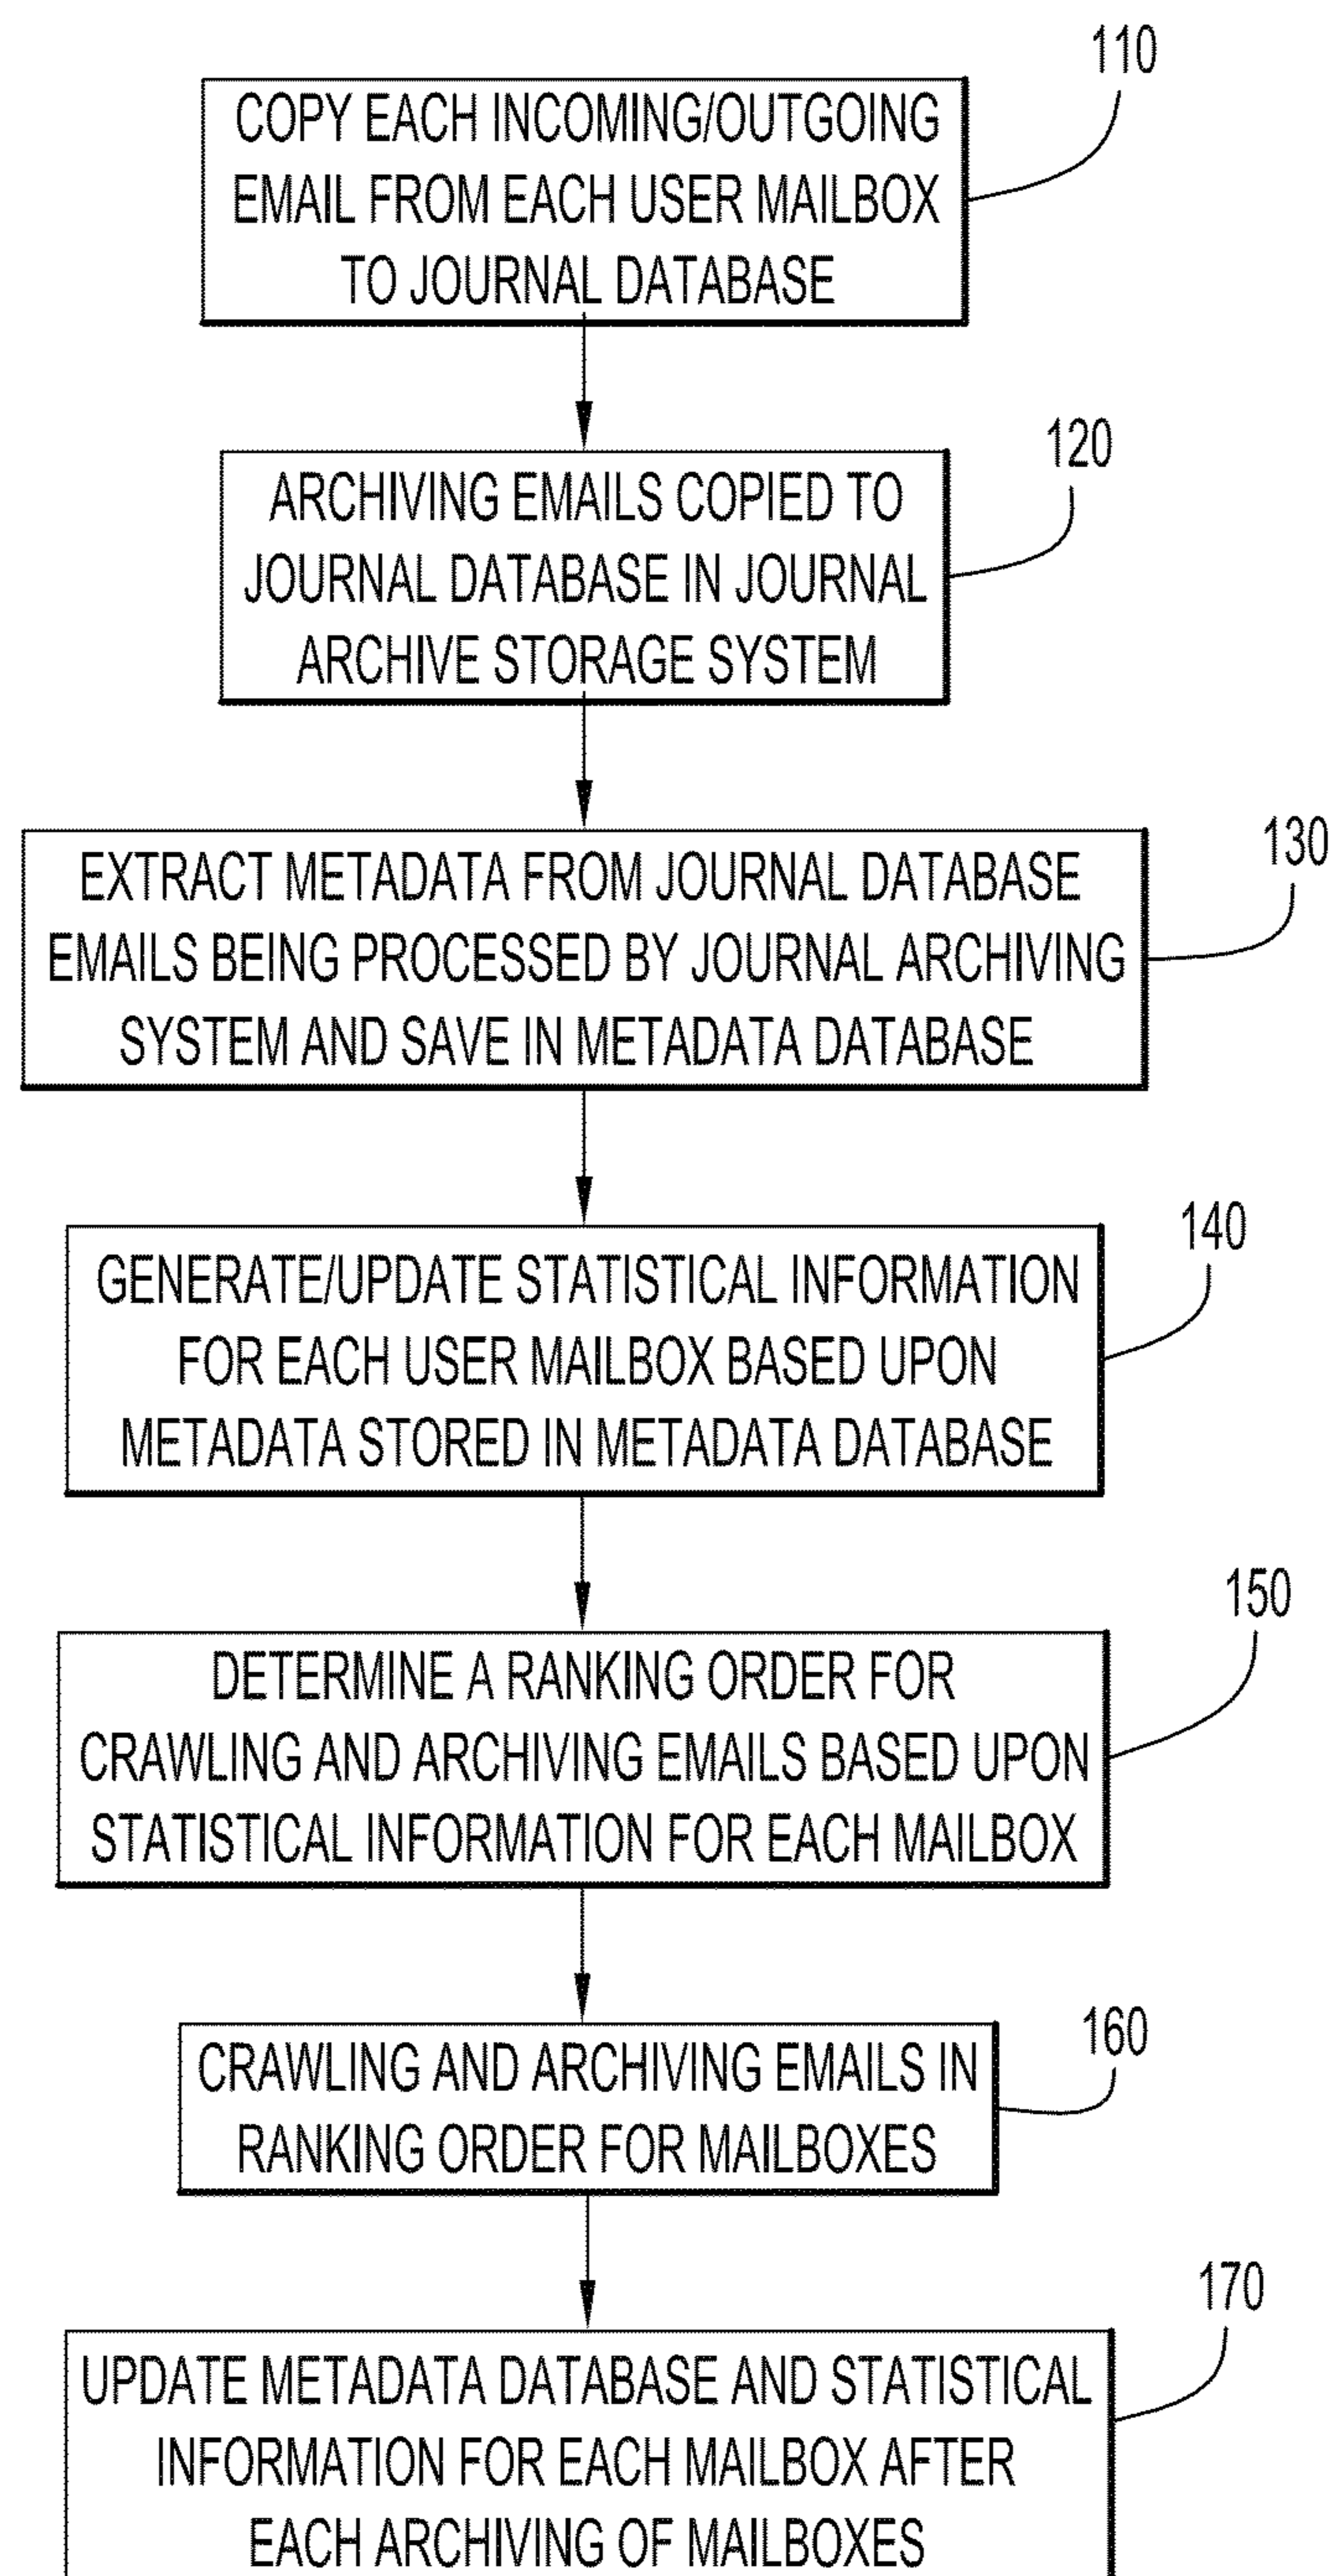 110
COPY EACH INCOMING/OUTGOING
EMAIL FROM EACH USER MAILBOX
TO JOURNAL DATABASE
120
ARCHIVING EMAILS COPIED TO
JOURNAL DATABASE IN JOURNAL
ARCHIVE STORAGE SYSTEM
130
EXTRACT METADATA FROM JOURNAL DATABASE
EMAILS BEING PROCESSED BY JOURNAL ARCHIVING
SYSTEM AND SAVE IN METADATA DATABASE
140
GENERATE/UPDATE STATISTICAL INFORMATION
FOR EACH USER MAILBOX BASED UPON
METADATA STORED IN METADATA DATABASE
150
DETERMINE A RANKING ORDER FOR
CRAWLING AND ARCHIVING EMAILS BASED UPON
STATISTICAL INFORMATION FOR EACH MAILBOX
160
CRAWLING AND ARCHIVING EMAILS IN
RANKING ORDER FOR MAILBOXES
170
UPDATE METADATA DATABASE AND STATISTICAL
INFORMATION FOR EACH MAILBOX AFTER
EACH ARCHIVING OF MAILBOXES